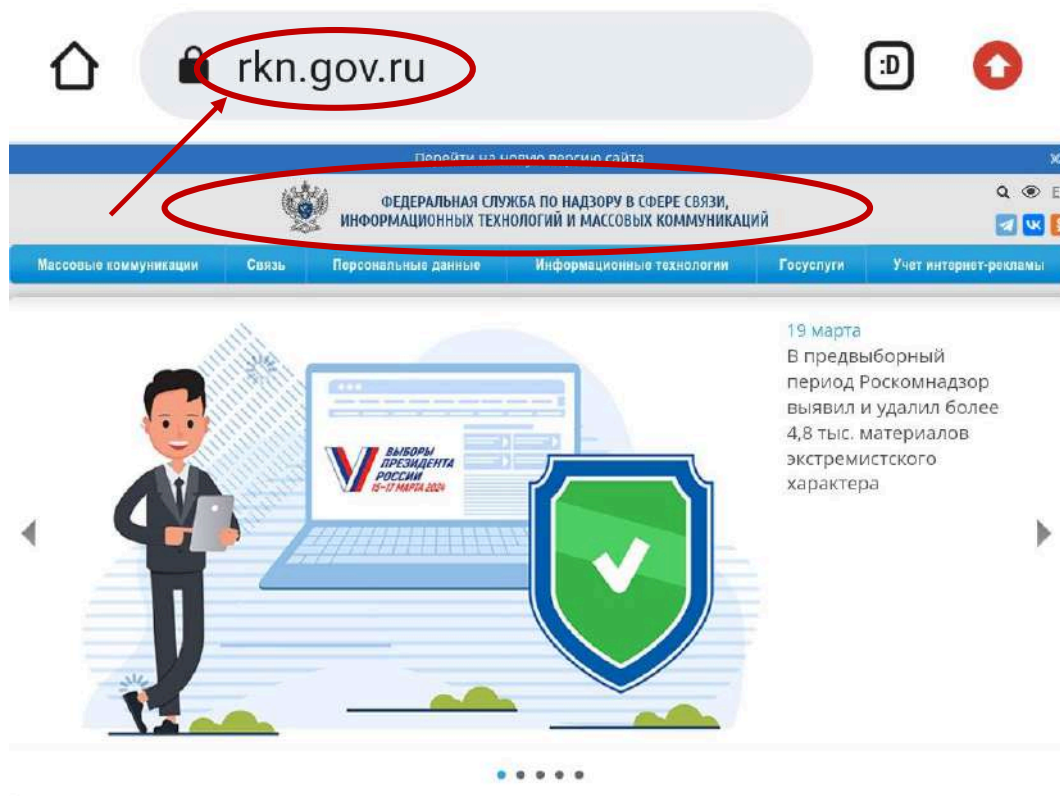 :D
rkn.gov.ru
Перейти на новую версию сайта
ФЕДЕРАЛЬНАЯ СЛУЖБА ПО НАДЗОРУ В СФЕРЕ СВЯЗИ,
ИНФОРМАЦИОННЫХ ТЕХНОЛОГИЙ И МАССОВЫХ КОММУНИКАЦИЙ
Массовые коммуникации Связь Персональные данные Информационные технологии Госуслуги Учет интернет-рекламы
19 марта
В предвыборный
период Роскомнадзор
выявил и удалил более
4,8 тыс. материалов
экстремистского
характера
ВЫБОРЫ
ПРЕЗИДЕНТА
РОССИИ
15–17 МАРТА 2024